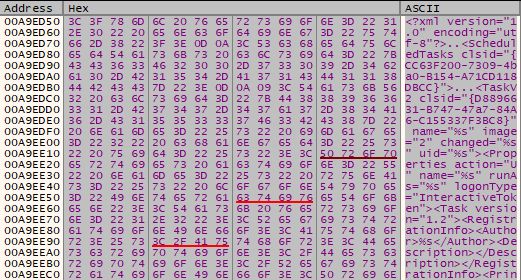 Address Hex ASCII
00A9ED50 3C 3F 78 6D 6C 20 76 65 72 73 69 6F 6E 3D 22 31 <?xml version="1
00A9ED60 2E 30 22 20 65 6E 63 6F 64 69 6E 67 3D 22 75 74 .0" encoding="ut
00A9ED70 66 2D 38 22 3F 3E 0D 0A 3C 53 63 68 65 64 75 6C f-8"?>..<Schedul
00A9ED80 65 64 54 61 73 6B 73 20 63 6C 73 69 64 3D 22 7B edTasks clsid="{
00A9ED90 43 43 36 33 46 32 30 30 2D 37 33 30 39 2D 34 62 CC63F200-7309-4b
00A9EDA0 61 30 2D 42 31 35 34 2D 41 37 31 43 44 31 31 38 a0-B154-A71CD118
00A9EDB0 44 42 43 43 7D 22 3E 0D 0A 09 3C 54 61 73 6B 56 DBCC}">...<TaskV
00A9EDC0 32 20 63 6C 73 69 64 3D 22 7B 44 38 38 39 36 36 2 clsid="{D88966
00A9EDD0 33 31 2D 42 37 34 37 2D 34 37 61 37 2D 38 34 41 31-B747-47a7-84A
00A9EDE0 36 2D 43 31 35 35 33 33 37 46 33 42 43 38 7D 22 6-C155337F3BC8}"
00A9EDF0 20 6E 61 6D 65 3D 22 25 73 22 20 69 6D 61 67 65  name="%s" image
00A9EE00 3D 22 32 22 20 63 68 61 6E 67 65 64 3D 22 25 73 ="2" changed="%s
00A9EE10 22 20 75 69 64 3D 22 25 73 22 3E 3C 50 72 6F 70 " uid="%s"><Prop
00A9EE20 65 72 74 69 65 73 20 61 63 74 69 6F 6E 3D 22 55 erties action="U
00A9EE30 22 20 6E 61 6D 65 3D 22 25 73 22 20 72 75 6E 41 " name="%s" runA
00A9EE40 73 3D 22 25 73 22 20 6C 6F 67 6F 6E 54 79 70 65 s="%s" logonType
00A9EE50 3D 22 49 6E 74 65 72 61 63 74 69 76 65 54 6F 6B ="InteractiveTok
00A9EE60 65 6E 22 3E 3C 54 61 73 6B 20 76 65 72 73 69 6F en"><Task versio
00A9EE70 6E 3D 22 31 2E 32 22 3E 3C 52 65 67 69 73 74 72 n="1.2"><Registr
00A9EE80 61 74 69 6F 6E 49 6E 66 6F 3E 3C 41 75 74 68 6F ationInfo><Autho
00A9EE90 72 3E 25 73 3C 2F 41 75 74 68 6F 72 3E 3C 44 65 r>%s</Author><De
00A9EEA0 73 63 72 69 70 74 69 6F 6E 3E 3C 2F 44 65 73 63 scription></Desc
00A9EEB0 72 69 70 74 69 6F 6E 3E 3C 2F 52 65 67 69 73 74 ription></Regist
00A9EEC0 72 61 74 69 6F 6E 49 6E 66 6F 3E 3C 50 72 69 6E rationInfo><Prin